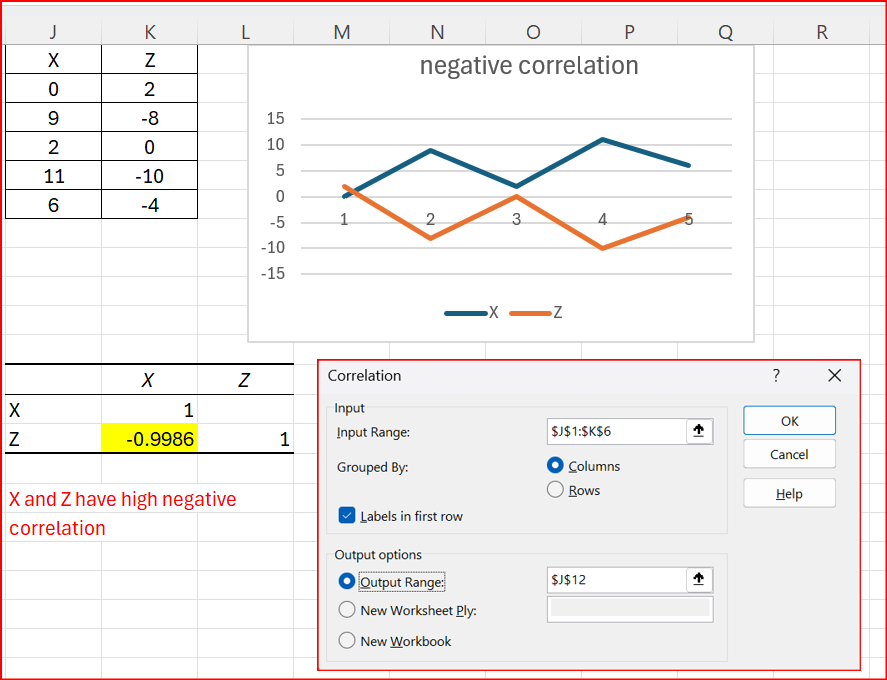 J K L M N O P Q R
X Z
0 2
9 -8
2 0
11 -10
6 -4
negative correlation
15
10
5
0
-5
-10
-15
1 2 3 4 5
X Z
X Z
X 1
Z -0.9986 1
X and Z have high negative
correlation
Correlation ?
Input
Input Range: $J$1:$K$6
Grouped By: Columns
Rows
Labels in first row
OK
Cancel
Help
Output options
Output Range: $J$12
New Worksheet Ply:
New Workbook